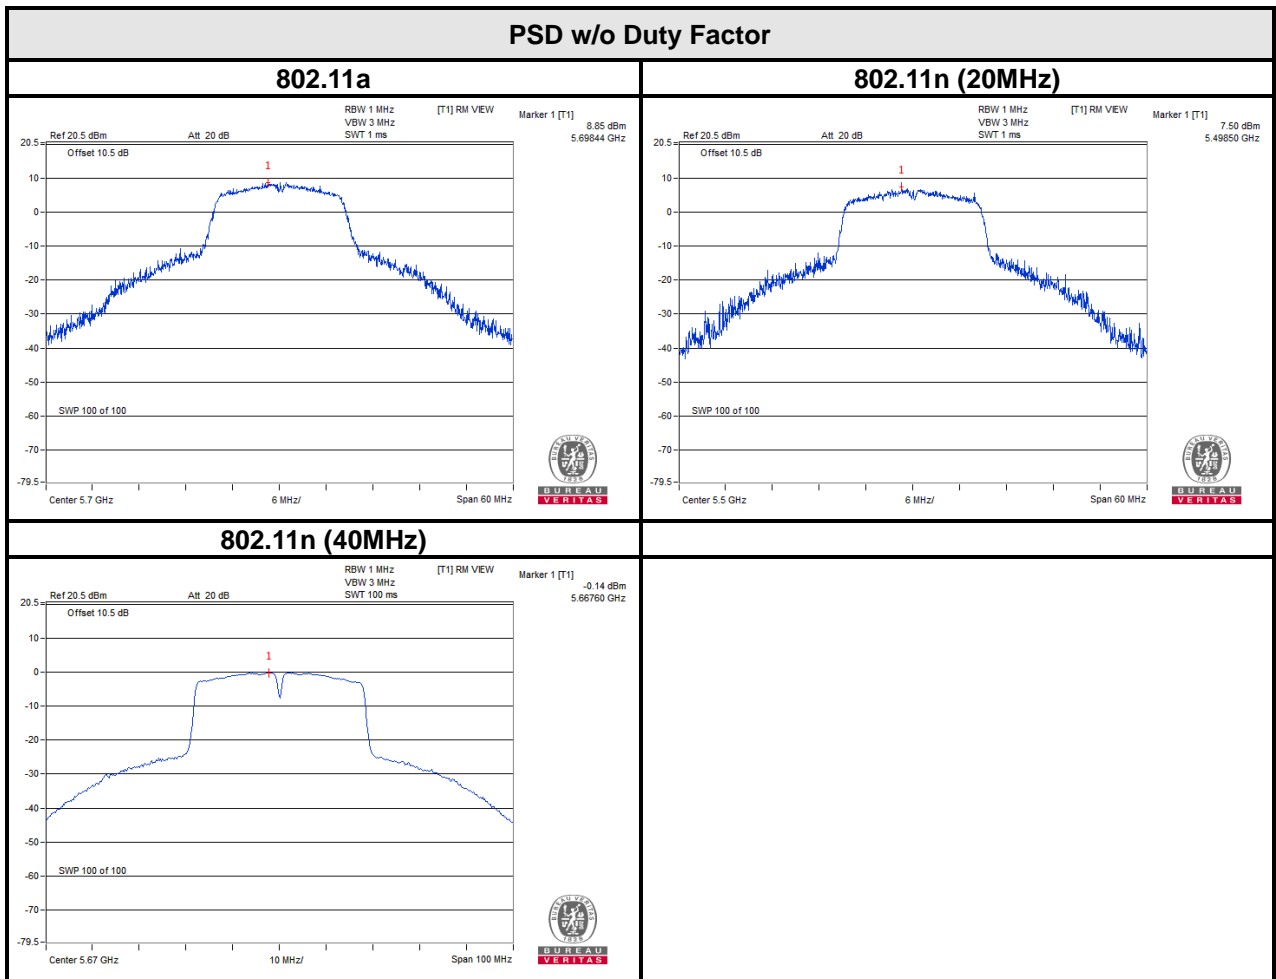 PSD w/o Duty Factor
802.11a
802.11n (20MHz)
RBW 1 MHz
[T1] RM VIEW
Marker 1 [T1]
VBW 3 MHz
8.85 dBm
Ref 20.5 dBm
Att 20 dB
SWT 1 ms
5.69844 GHz
20.5
Offset 10.5 dB
1
10
0
-10
-20
-30
-40
-50
SWP 100 of 100
-60
-70
-79.5
Center 5.7 GHz
6 MHz/
Span 60 MHz
BUREAU VERITAS
1828
BUREAU
VERITAS
RBW 1 MHz
[T1] RM VIEW
Marker 1 [T1]
VBW 3 MHz
7.50 dBm
Ref 20.5 dBm
Att 20 dB
SWT 1 ms
5.49850 GHz
20.5
Offset 10.5 dB
1
10
0
-10
-20
-30
-40
-50
SWP 100 of 100
-60
-70
-79.5
Center 5.5 GHz
6 MHz/
Span 60 MHz
BUREAU VERITAS
1828
BUREAU
VERITAS
802.11n (40MHz)
RBW 1 MHz
[T1] RM VIEW
Marker 1 [T1]
VBW 3 MHz
-0.14 dBm
Ref 20.5 dBm
Att 20 dB
SWT 100 ms
5.66760 GHz
20.5
Offset 10.5 dB
1
10
0
-10
-20
-30
-40
-50
SWP 100 of 100
-60
-70
-79.5
Center 5.67 GHz
10 MHz/
Span 100 MHz
BUREAU VERITAS
1828
BUREAU
VERITAS